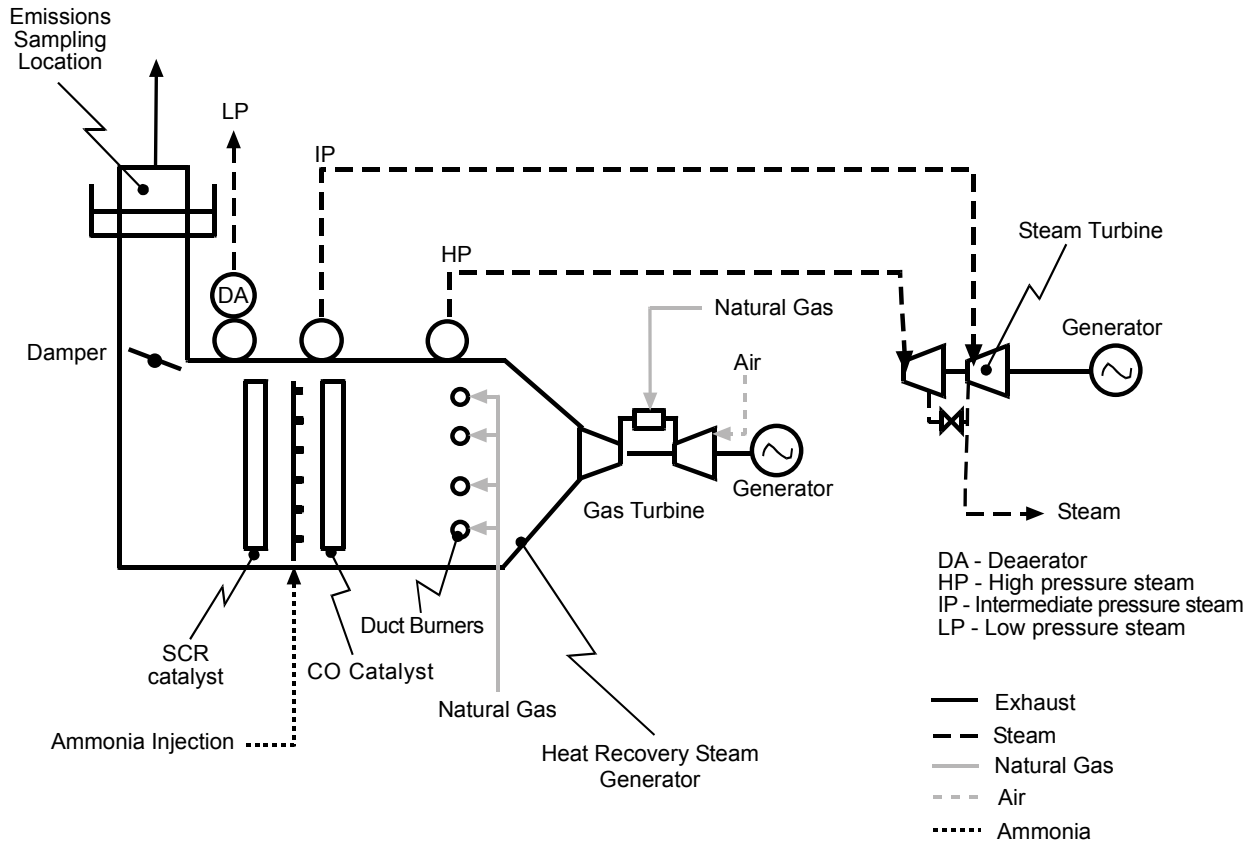 Emissions
Sampling
Location
LP
IP
HP
DA
Damper
Natural Gas
Air
Steam Turbine
Generator
Generator
Gas Turbine
Steam
DA - Deaerator
HP - High pressure steam
IP - Intermediate pressure steam
LP - Low pressure steam
Duct Burners
SCR
catalyst
CO Catalyst
Natural Gas
Ammonia Injection
Heat Recovery Steam
Generator
Exhaust
Steam
Natural Gas
Air
Ammonia